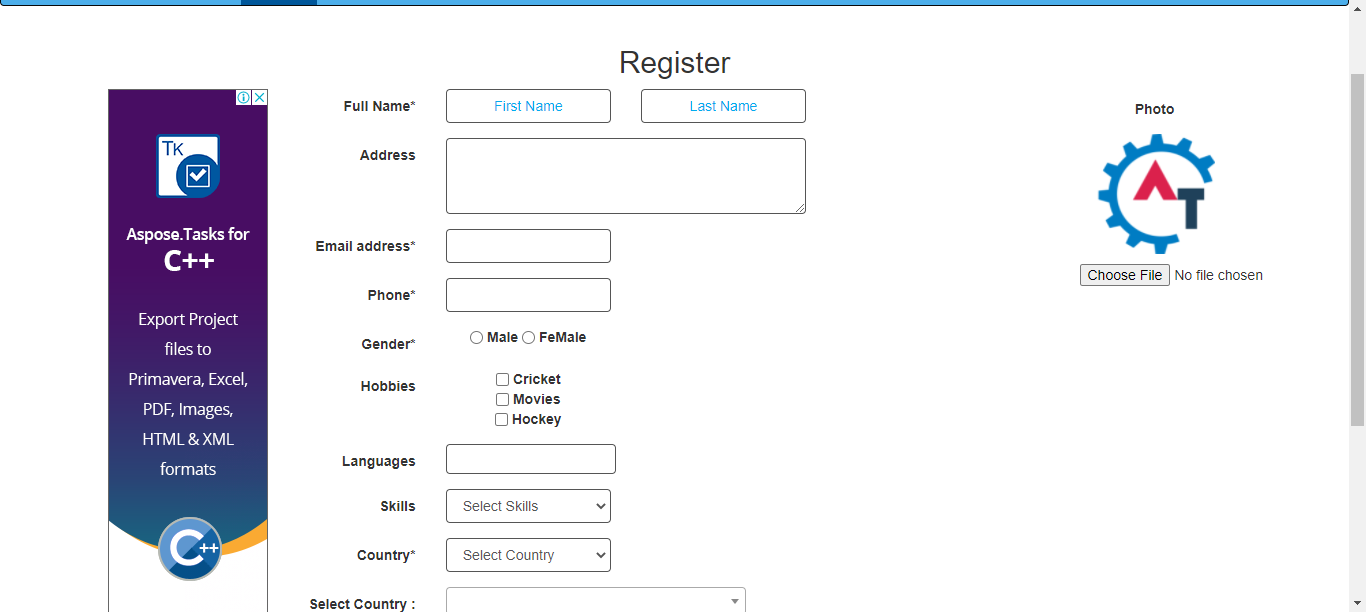 Register
Full Name*
First Name
Last Name
Address
Email address*
Phone*
Gender*
Male
FeMale
Hobbies
Cricket
Movies
Hockey
Languages
Skills
Select Skills
Country*
Select Country
Select Country :
Photo
AT
Choose File No file chosen
TK
Aspose.Tasks for
C++
Export Project
files to
Primavera, Excel,
PDF, Images,
HTML & XML
formats
C++